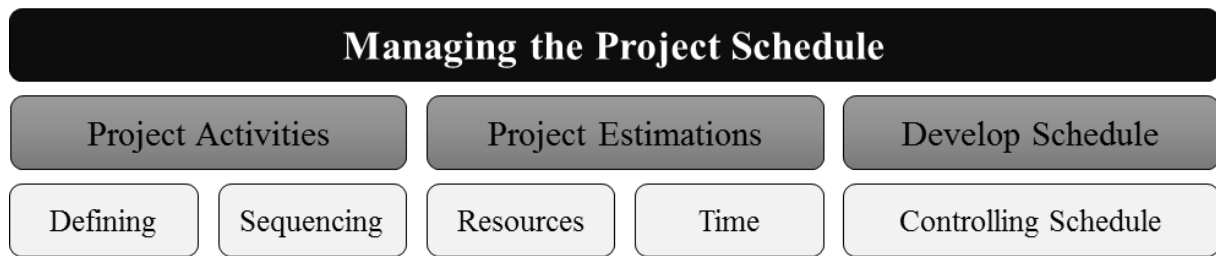 Managing the Project Schedule
Project Activities
Project Estimations
Develop Schedule
Defining
Sequencing
Resources
Time
Controlling Schedule